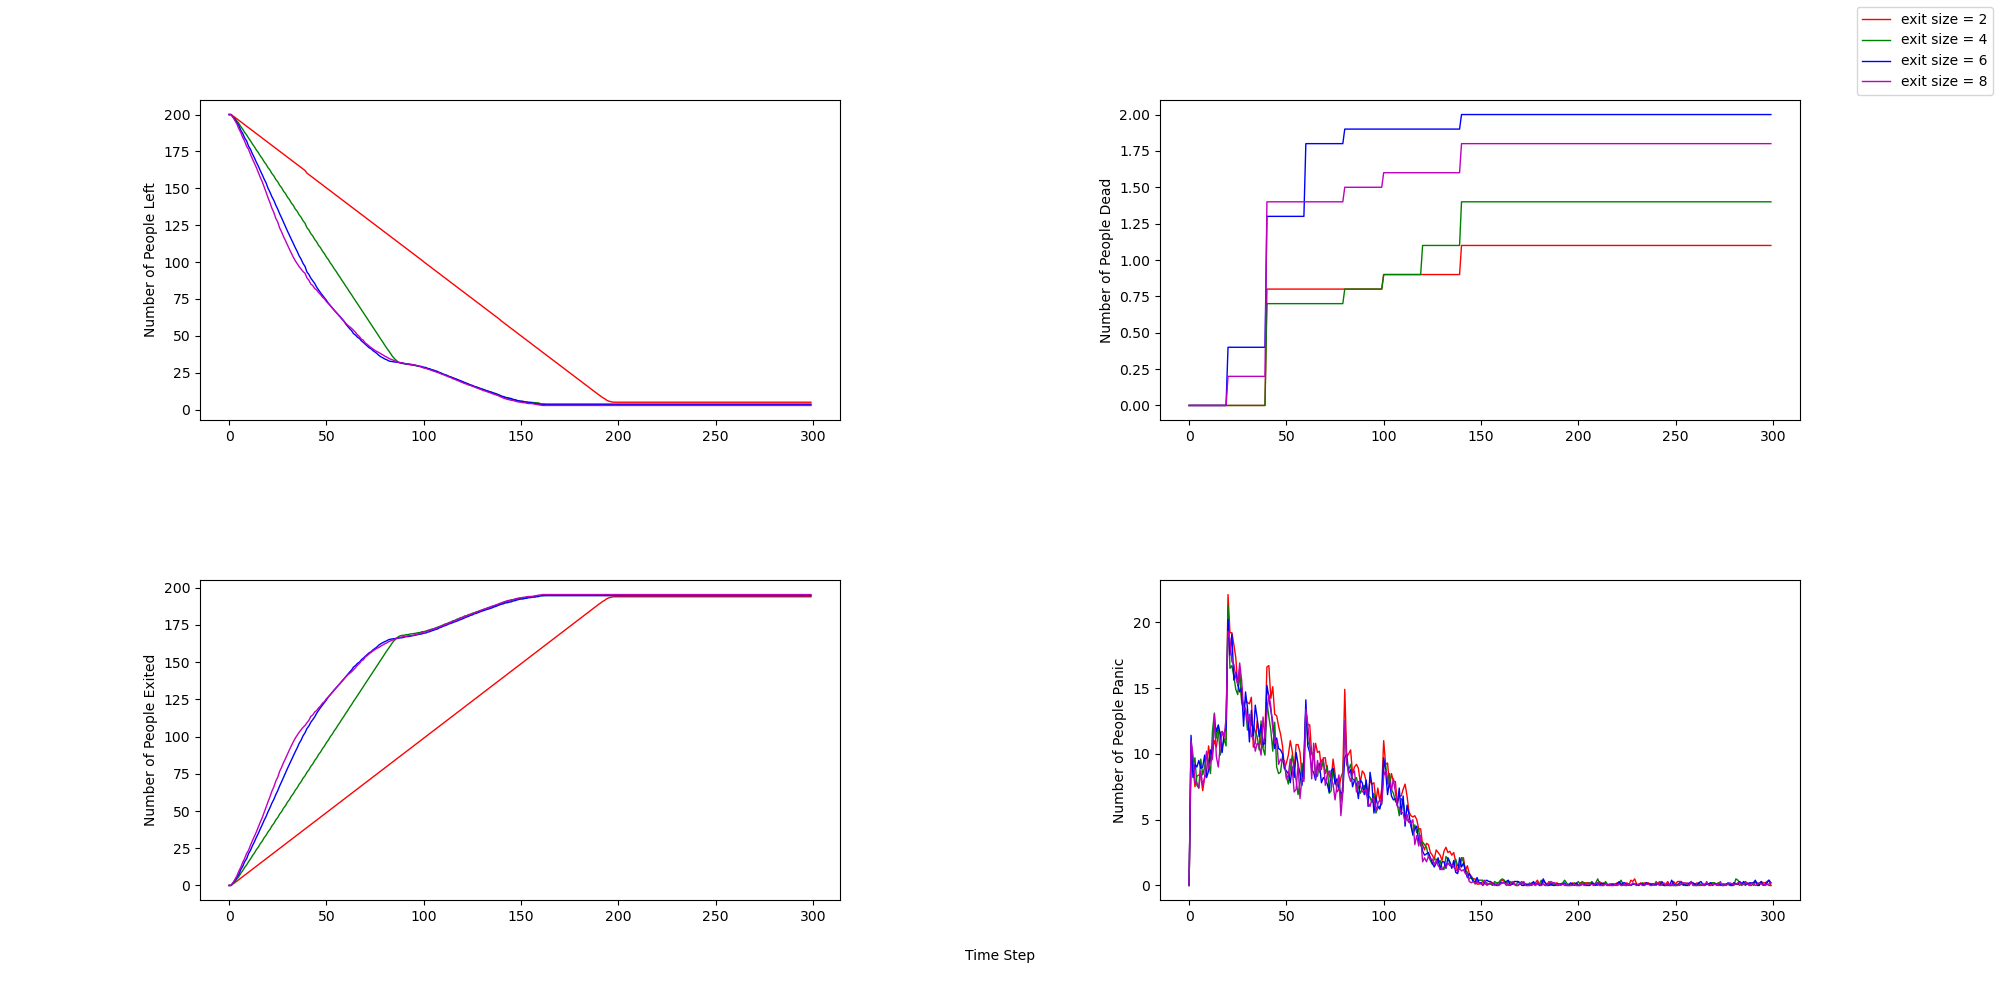 exit size = 2
exit size = 4
exit size = 6
exit size = 8
Number of People Left
200
175
150
125
100
75
50
25
0
0 50 100 150 200 250 300
Number of People Dead
2.00
1.75
1.50
1.25
1.00
0.75
0.50
0.25
0.00
0 50 100 150 200 250 300
Number of People Exited
200
175
150
125
100
75
50
25
0
0 50 100 150 200 250 300
Number of People Panic
20
15
10
5
0
0 50 100 150 200 250 300
Time Step